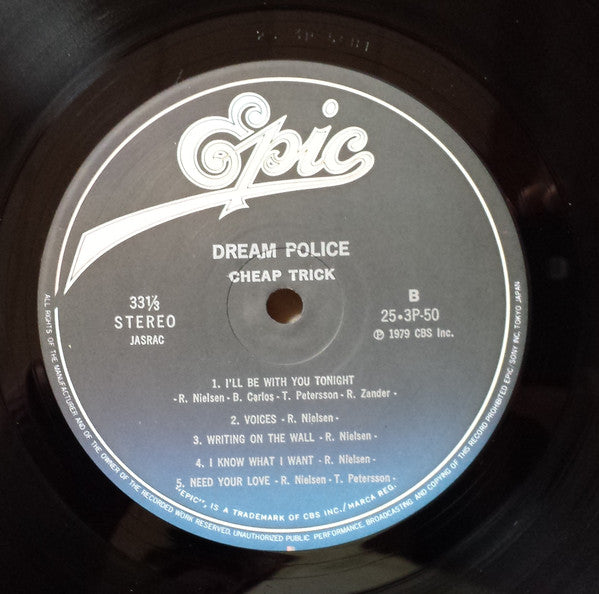 Epic
DREAM POLICE
CHEAP TRICK
33⅓
STEREO
JASRAC
B
25•3P-50
℗ 1979 CBS Inc.
1. I'LL BE WITH YOU TONIGHT
-R. Nielsen - B. Carlos - T. Petersson - R. Zander -
2. VOICES - R. Nielsen -
3. WRITING ON THE WALL - R. Nielsen -
4. I KNOW WHAT I WANT - R. Nielsen -
5. NEED YOUR LOVE - R. Nielsen - T. Petersson -
"EPIC", IS A TRADEMARK OF CBS INC./MARCA REG.
ALL RIGHTS OF THE MANUFACTURER AND OF THE OWNER OF THE RECORDED WORK RESERVED. UNAUTHORIZED PUBLIC PERFORMANCE, BROADCASTING AND COPYING OF THIS RECORD PROHIBITED EPIC/SONY INC. TOKYO JAPAN